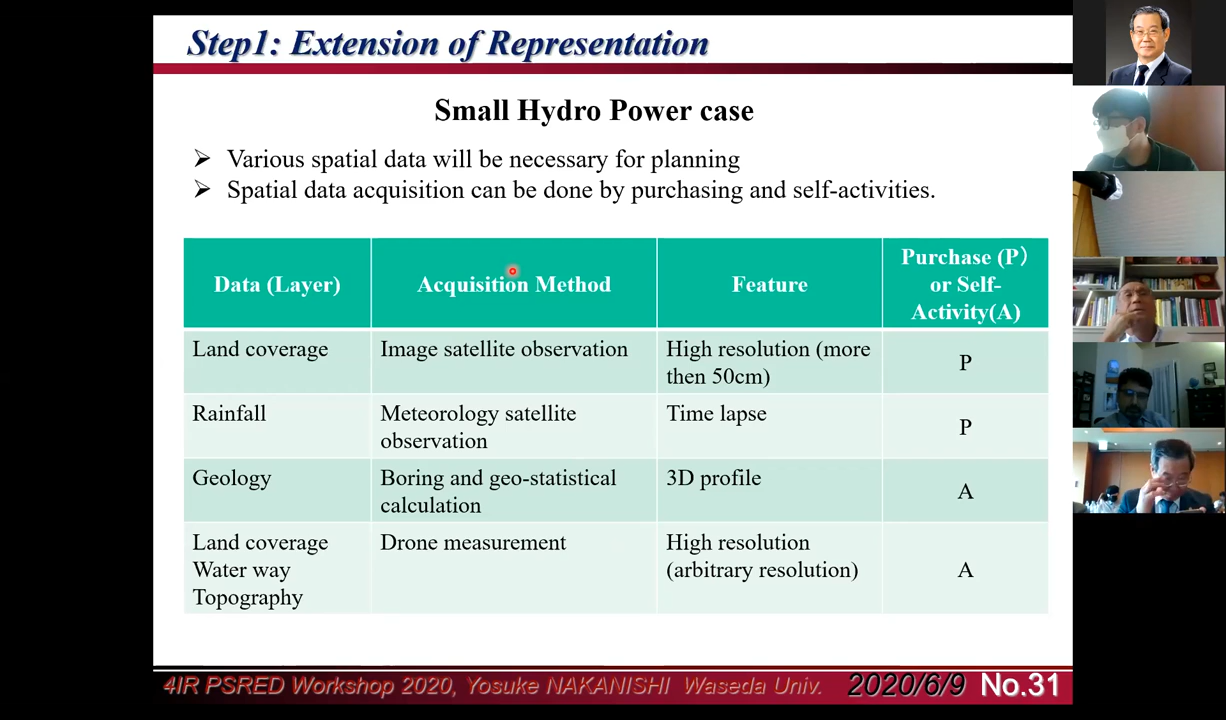 Step1: Extension of Representation
Small Hydro Power case
➢ Various spatial data will be necessary for planning
➢ Spatial data acquisition can be done by purchasing and self-activities.
Data (Layer)
Acquisition Method
Feature
Purchase (P)
or Self-
Activity(A)
Land coverage
Image satellite observation
High resolution (more
then 50cm)
P
Rainfall
Meteorology satellite
observation
Time lapse
P
Geology
Boring and geo-statistical
calculation
3D profile
A
Land coverage
Water way
Topography
Drone measurement
High resolution
(arbitrary resolution)
A
4IR PSRED Workshop 2020, Yosuke NAKANISHI Waseda Univ. 2020/6/9 No.31